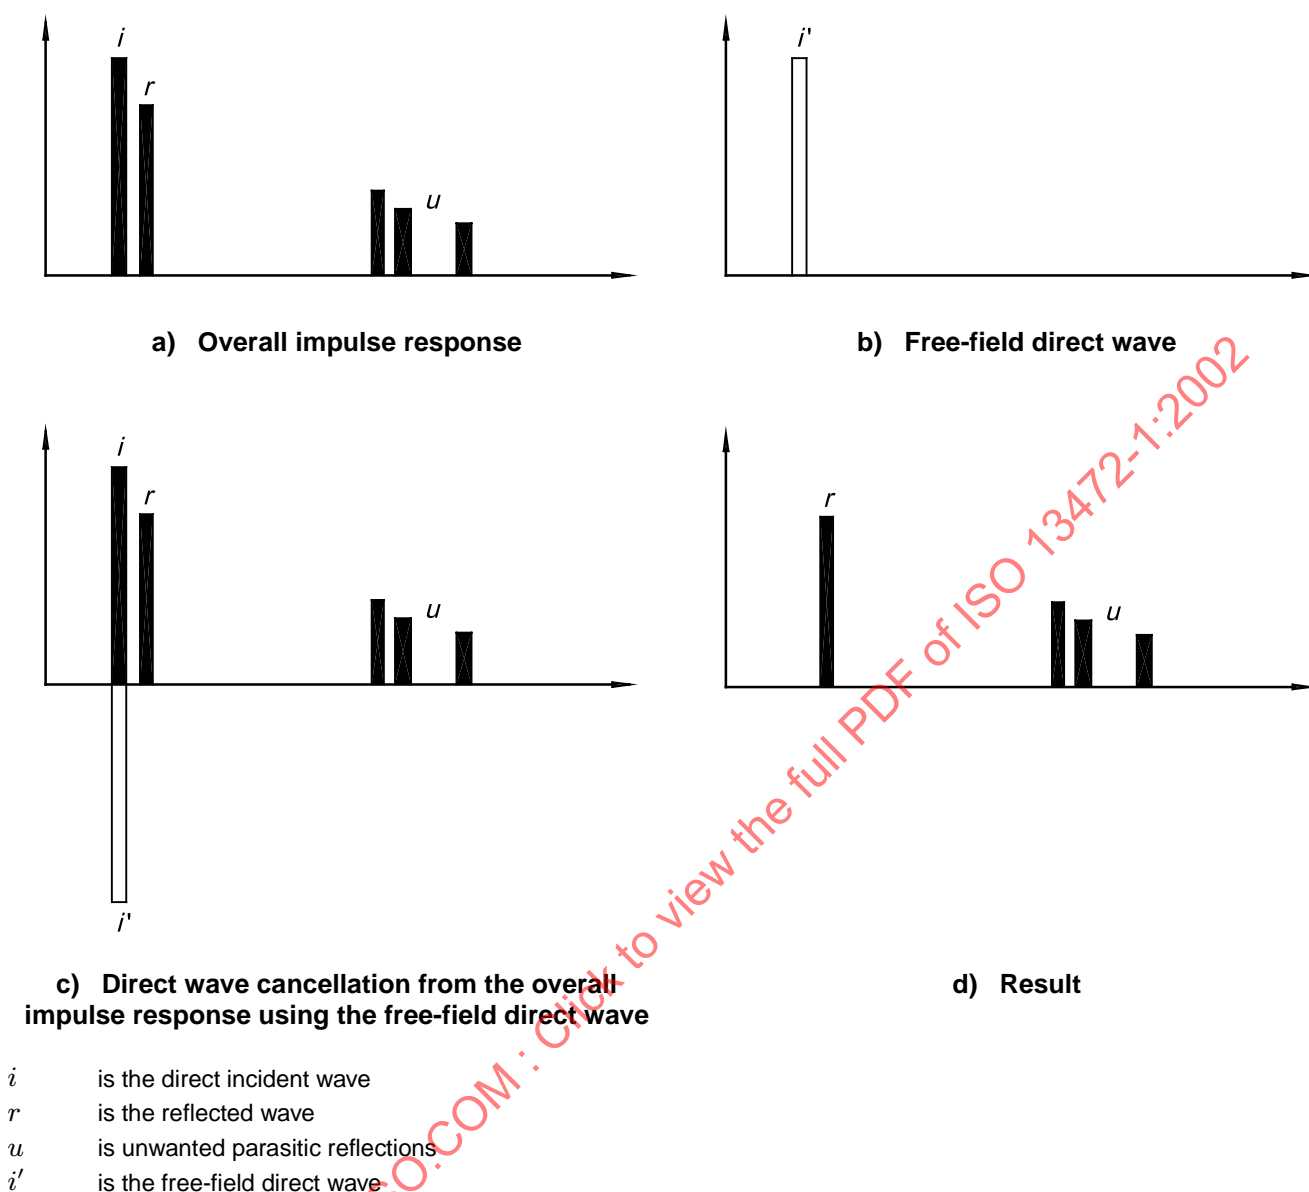 i
r
u
a) Overall impulse response
i'
b) Free-field direct wave
i
r
u
i'
c) Direct wave cancellation from the overall
impulse response using the free-field direct wave
r
u
d) Result
i is the direct incident wave
r is the reflected wave
u is unwanted parasitic reflections
i′ is the free-field direct wave
O.COM : Click to view the full PDF of ISO 13472-1:2002